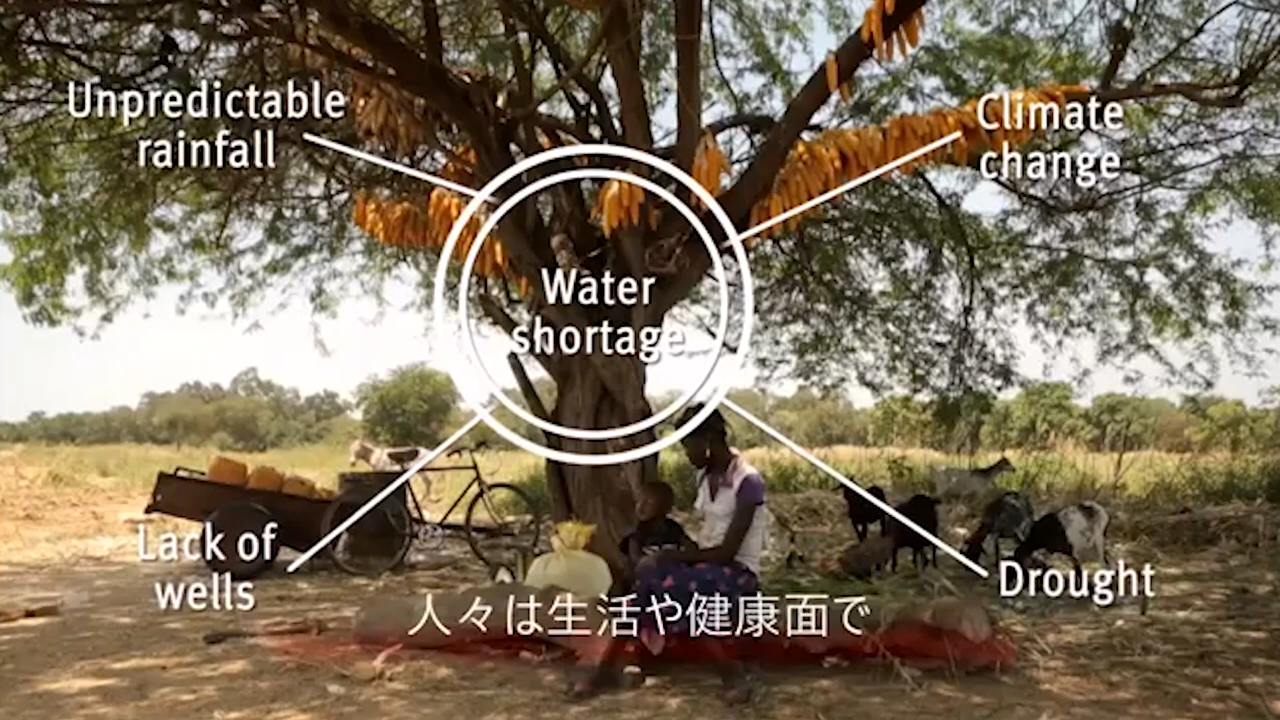 Unpredictable
rainfall
Climate
change
Water
shortage
Lack of
wells
Drought
人々は生活や健康面で